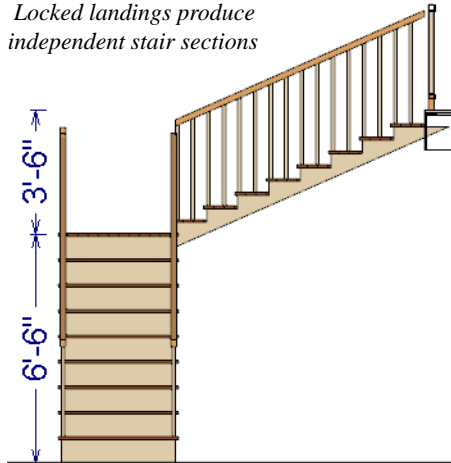 Locked landings produce
independent stair sections
3'-6"
6'-6"